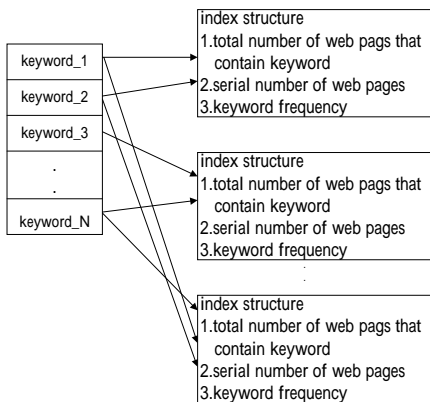 keyword_1
keyword_2
keyword_3
.
.
keyword_N
index structure
1.total number of web pags that
contain keyword
2.serial number of web pages
3.keyword frequency
index structure
1.total number of web pags that
contain keyword
2.serial number of web pages
3.keyword frequency
:
index structure
1.total number of web pags that
contain keyword
2.serial number of web pages
3.keyword frequency